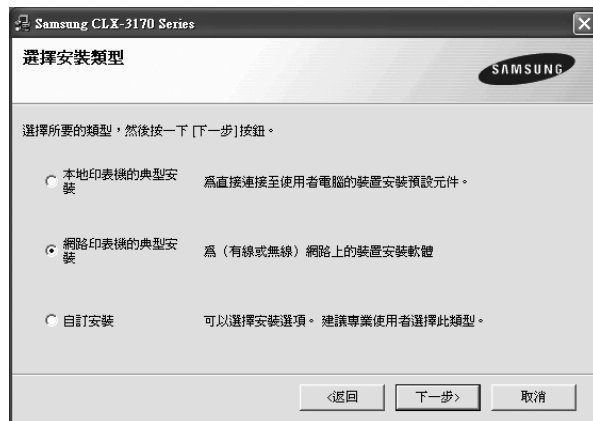 Samsung CLX-3170 Series
選擇安裝類型
SAMSUNG
選擇所要的類型，然後按一下 [下一步]按鈕。
本地印表機的典型安
裝
為直接連接至使用者電腦的裝置安裝預設元件。
網路印表機的典型安
裝
為（有線或無線）網路上的裝置安裝軟體
自訂安裝
可以選擇安裝選項。 建議專業使用者選擇此類型。
<返回
下一步>
取消